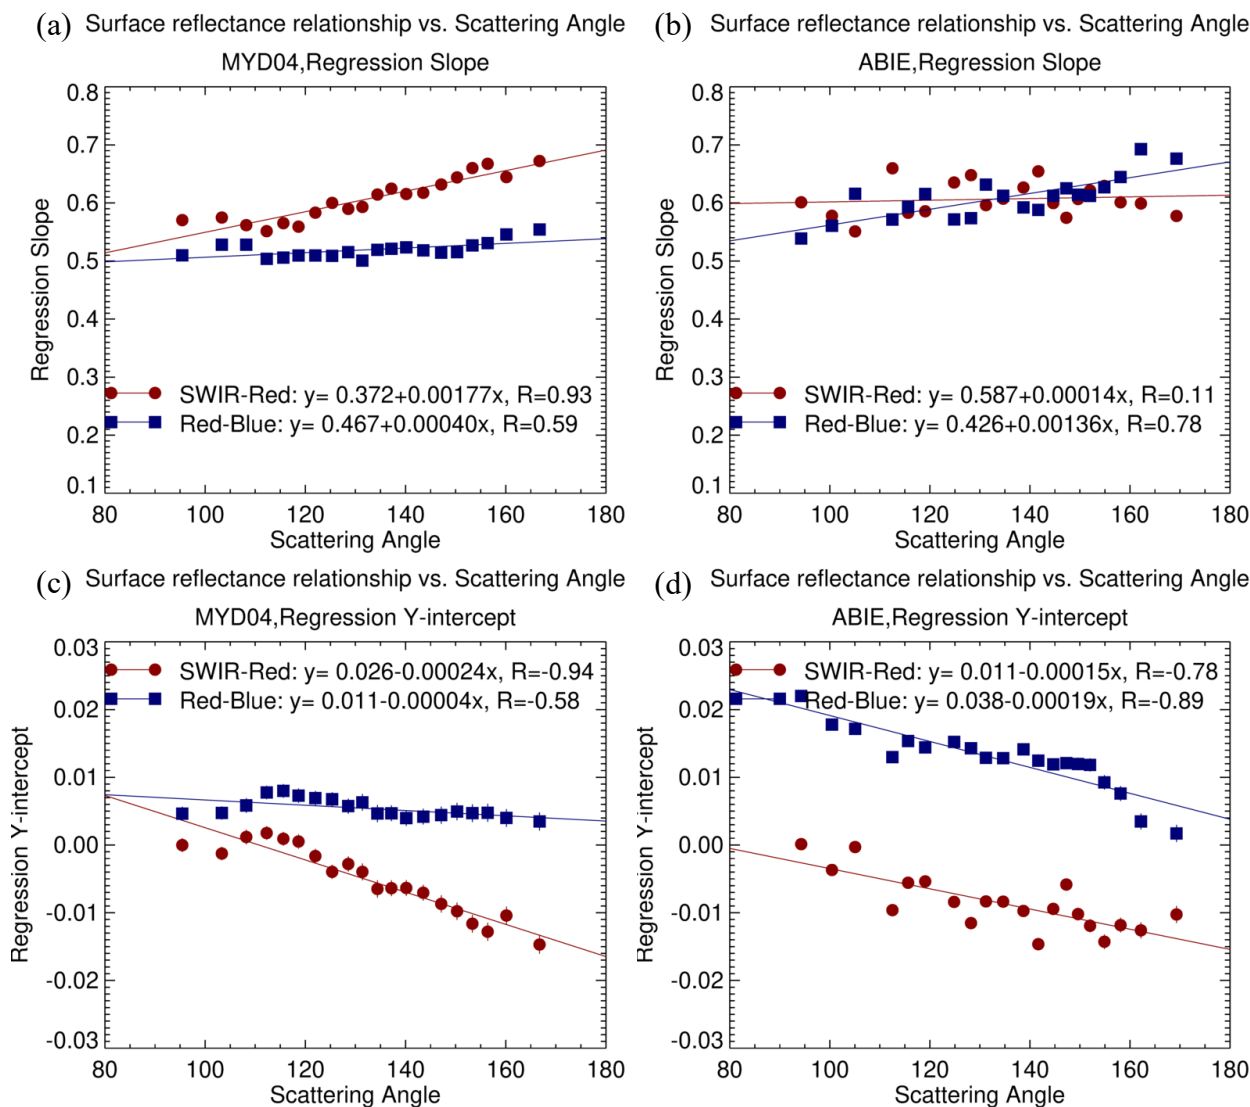 (a) Surface reflectance relationship vs. Scattering Angle
MYD04,Regression Slope
0.8
0.7
0.6
0.5
0.4
0.3
0.2
0.1
Regression Slope
SWIR-Red: y= 0.372+0.00177x, R=0.93
Red-Blue: y= 0.467+0.00040x, R=0.59
80 100 120 140 160 180
Scattering Angle
(b) Surface reflectance relationship vs. Scattering Angle
ABIE,Regression Slope
0.8
0.7
0.6
0.5
0.4
0.3
0.2
0.1
Regression Slope
SWIR-Red: y= 0.587+0.00014x, R=0.11
Red-Blue: y= 0.426+0.00136x, R=0.78
80 100 120 140 160 180
Scattering Angle
(c) Surface reflectance relationship vs. Scattering Angle
MYD04,Regression Y-intercept
0.03
0.02
0.01
0.00
-0.01
-0.02
-0.03
Regression Y-intercept
SWIR-Red: y= 0.026-0.00024x, R=-0.94
Red-Blue: y= 0.011-0.00004x, R=-0.58
80 100 120 140 160 180
Scattering Angle
(d) Surface reflectance relationship vs. Scattering Angle
ABIE,Regression Y-intercept
0.03
0.02
0.01
0.00
-0.01
-0.02
-0.03
Regression Y-intercept
SWIR-Red: y= 0.011-0.00015x, R=-0.78
Red-Blue: y= 0.038-0.00019x, R=-0.89
80 100 120 140 160 180
Scattering Angle